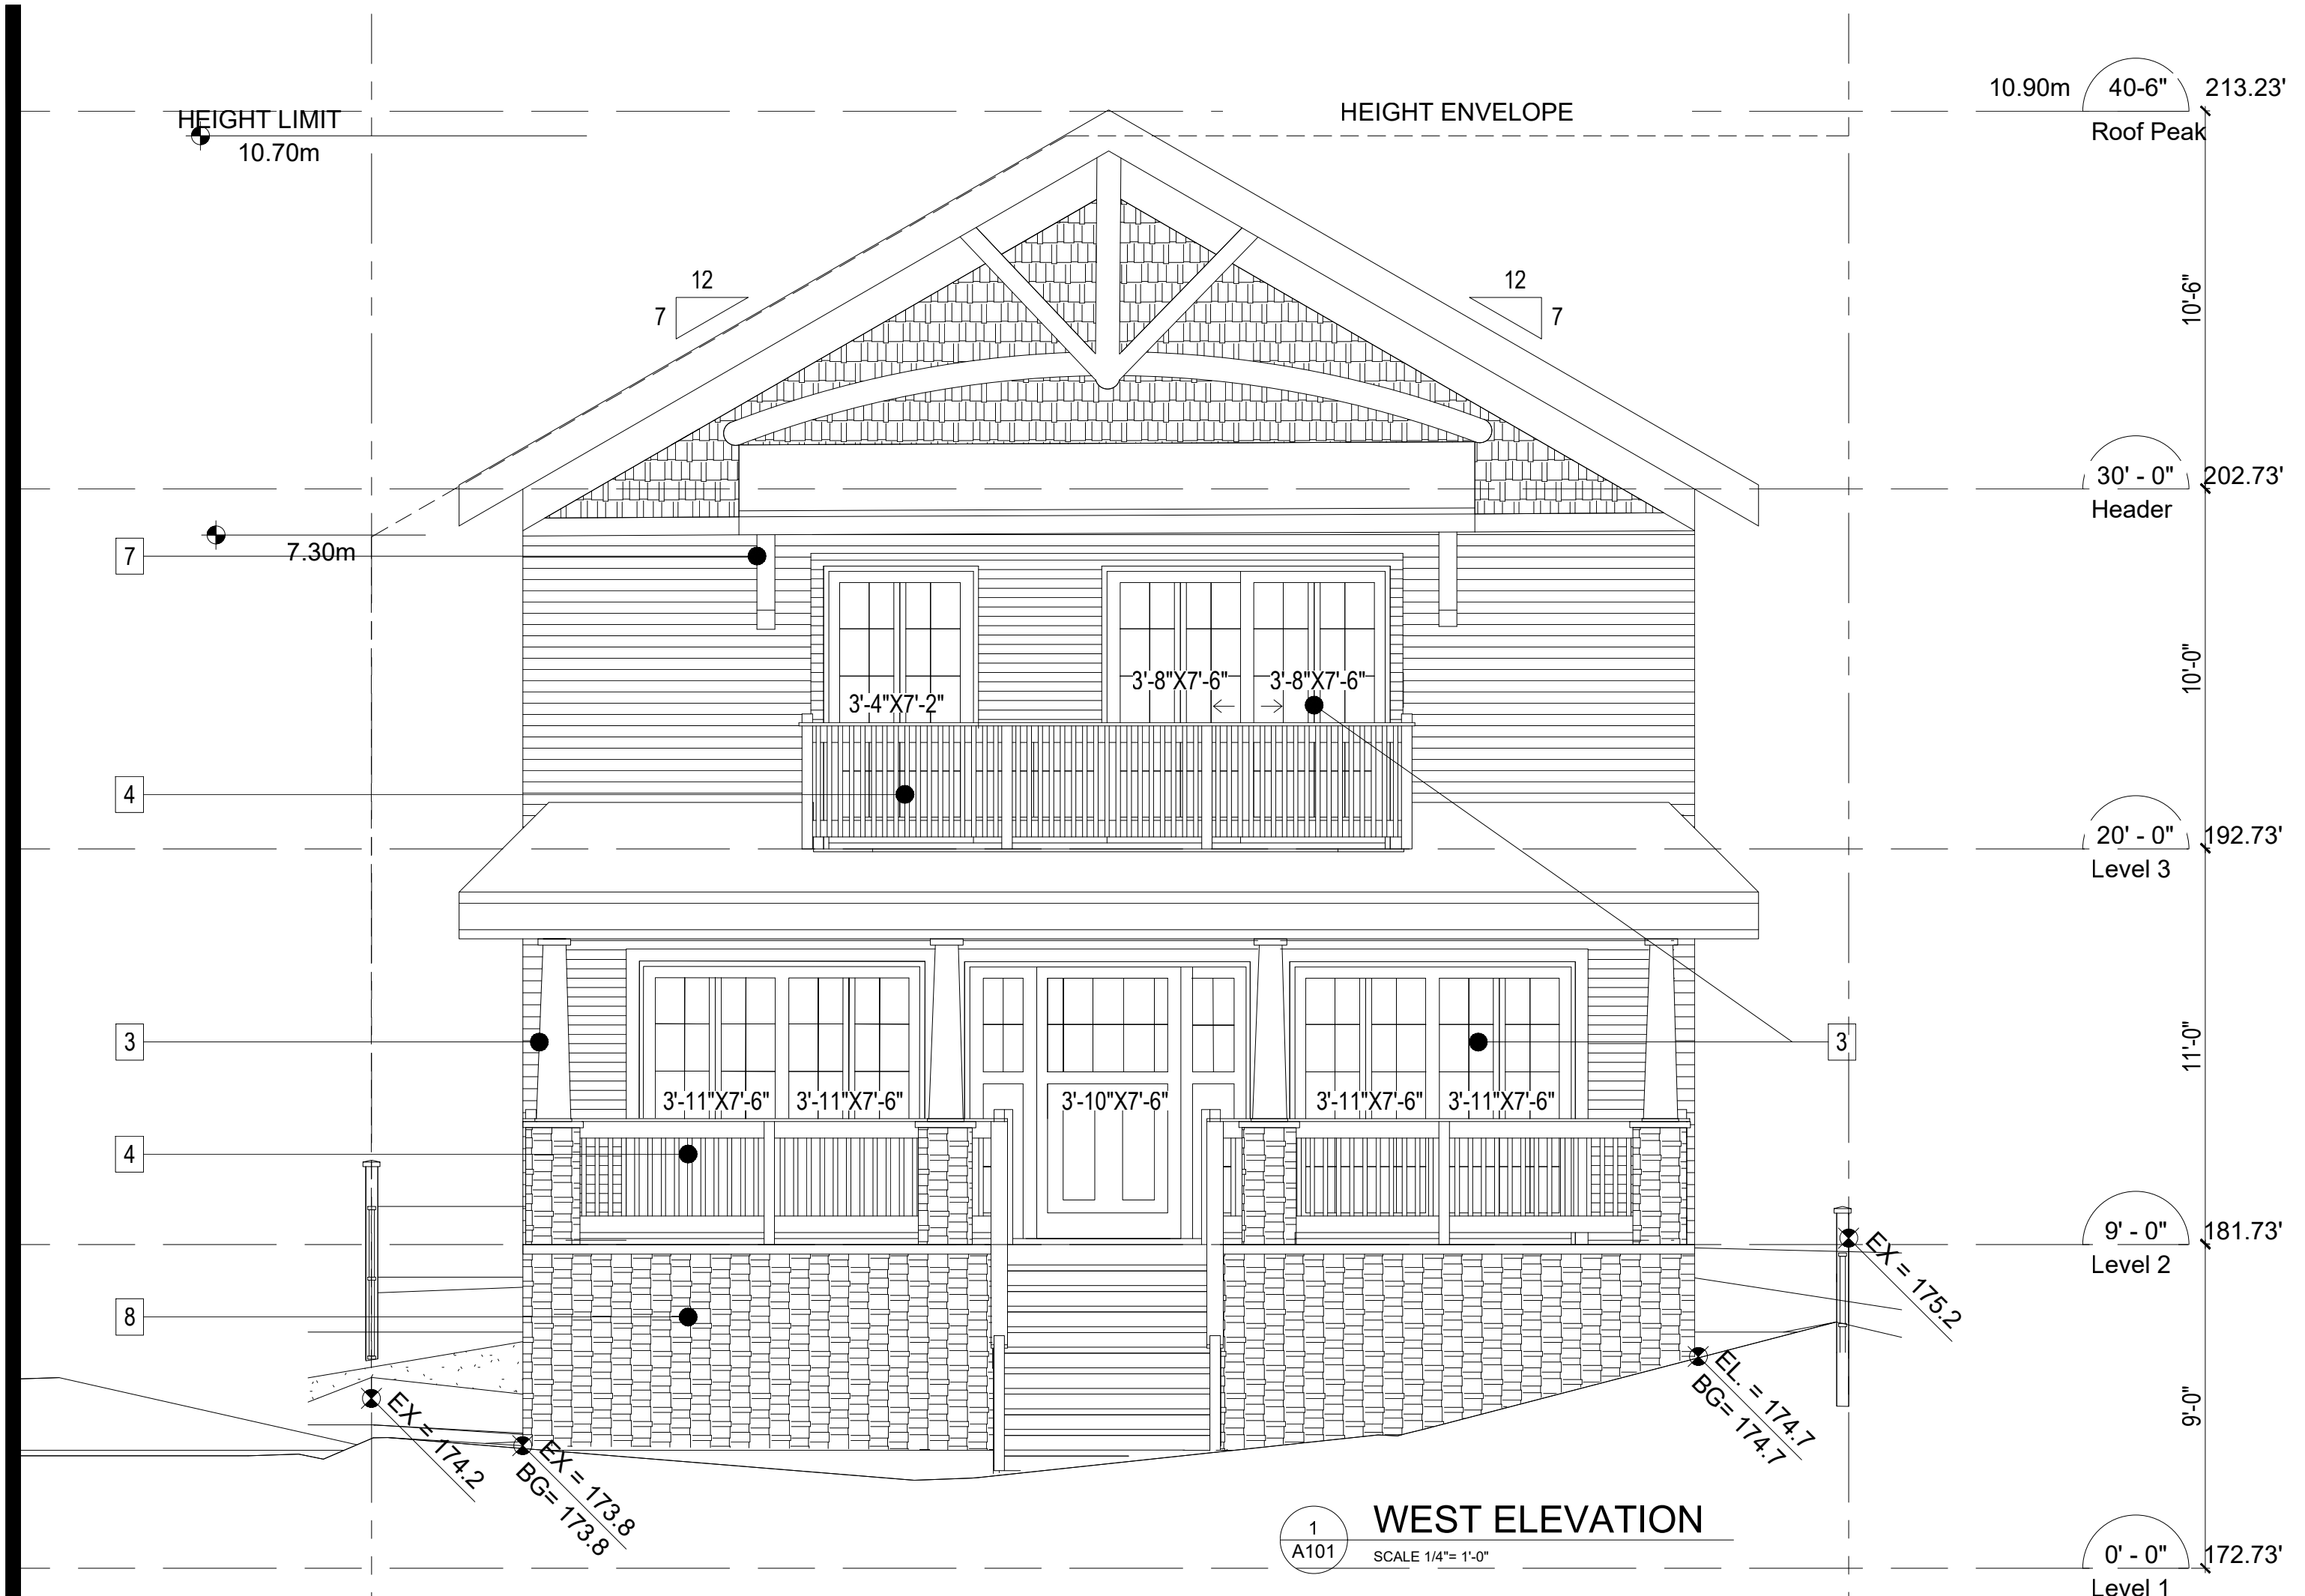 HEIGHT LIMIT
10.70m
HEIGHT ENVELOPE
10.90m
40-6"
213.23'
Roof Peak
12
7
12
7
10'-6"
30' - 0"
202.73'
Header
7.30m
7
3'-4"X7'-2"
3'-8"X7'-6"
3'-8"X7'-6"
10'-0"
4
20' - 0"
192.73'
Level 3
3
3
11'-0"
3'-11"X7'-6"
3'-11"X7'-6"
3'-10"X7'-6"
3'-11"X7'-6"
3'-11"X7'-6"
4
9' - 0"
181.73'
Level 2
8
EX = 175.2
EX = 174.2
EX = 173.8
BG= 173.8
EL. = 174.7
BG= 174.7
9'-0"
1
A101
WEST ELEVATION
SCALE 1/4"= 1'-0"
0' - 0"
172.73'
Level 1